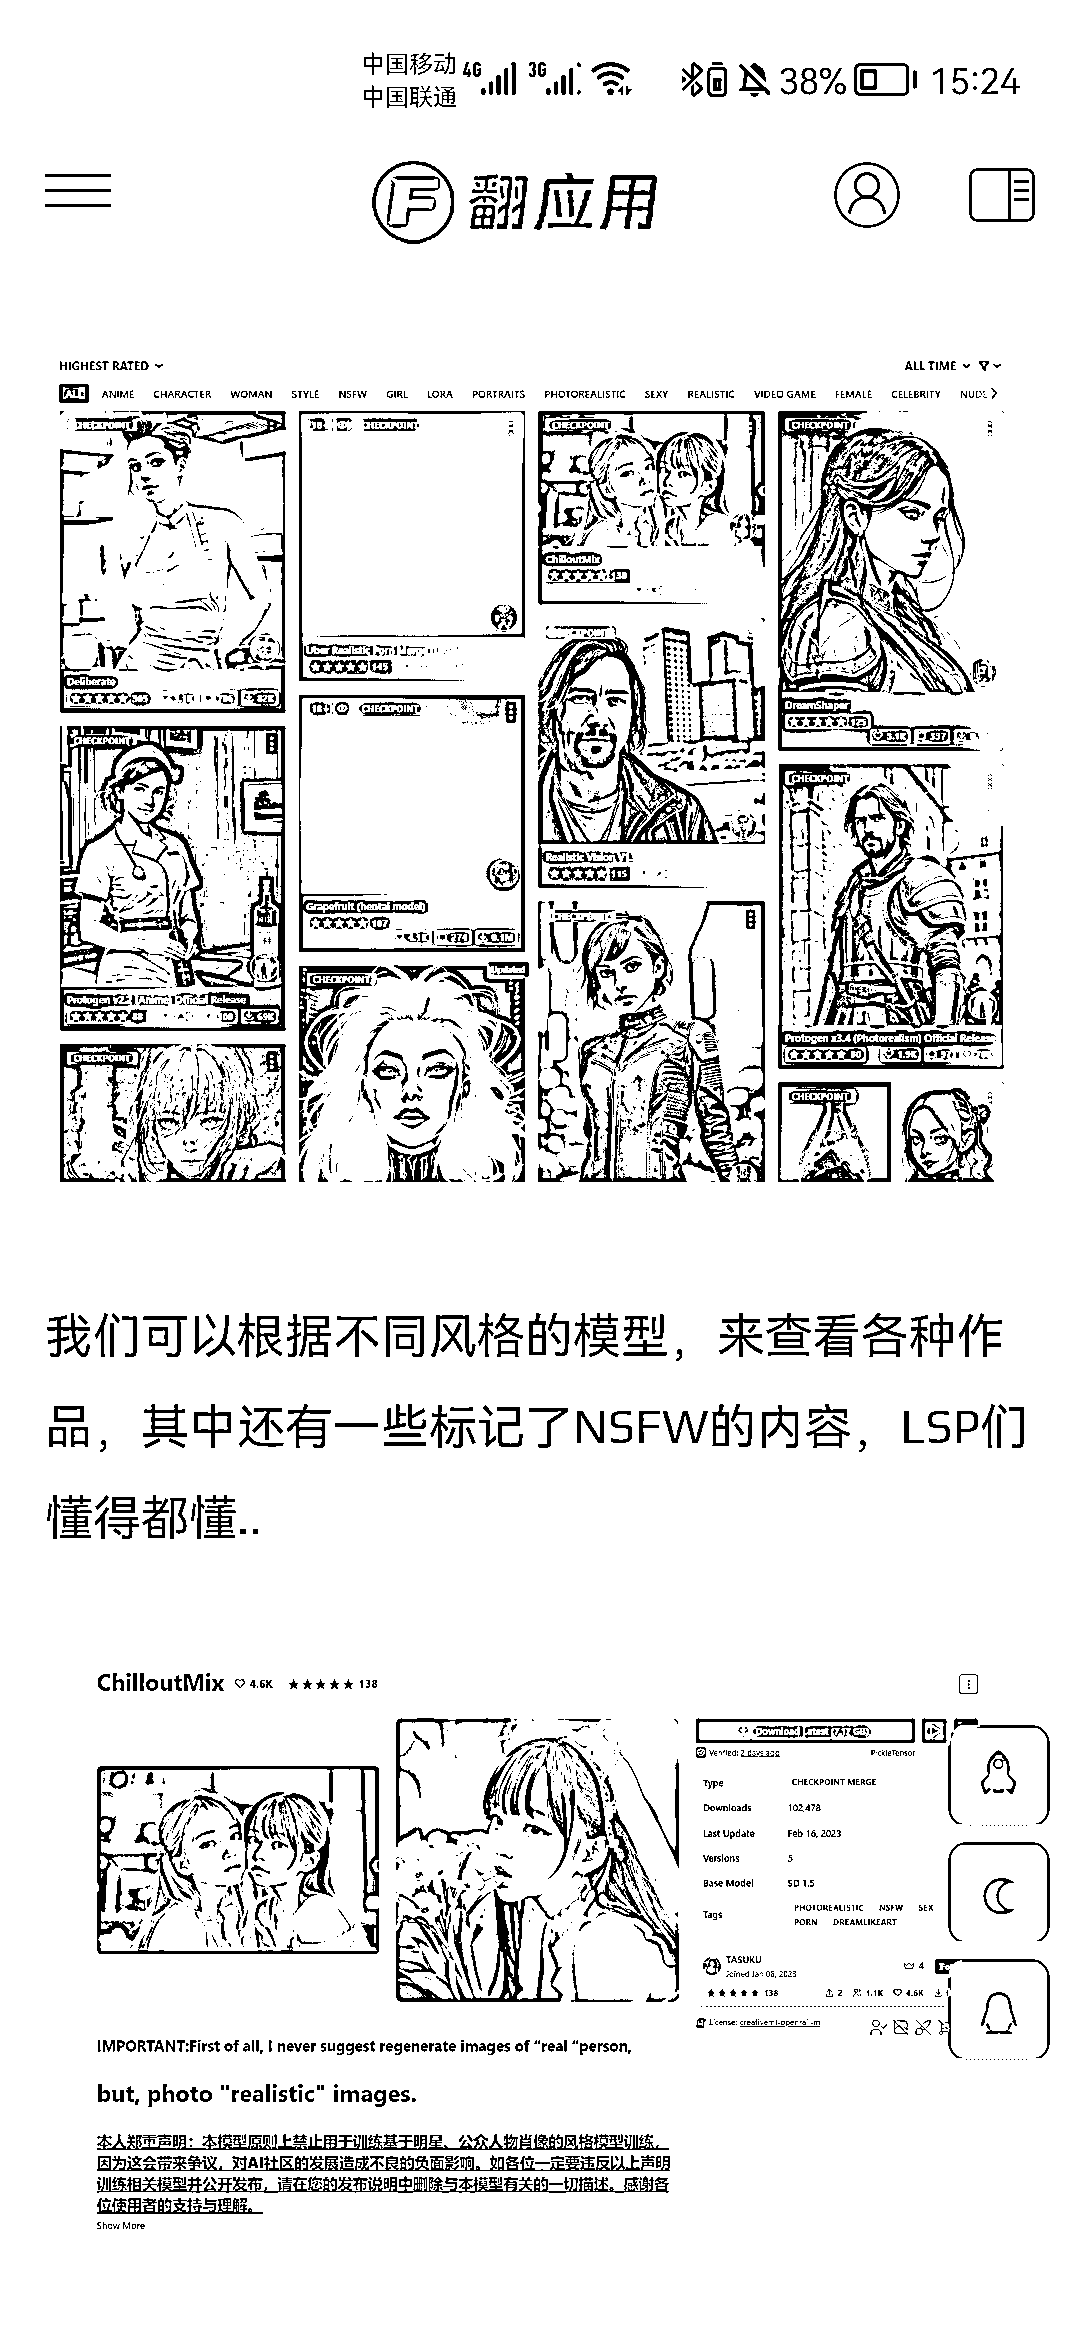 中国移动 4G 3G 38% 15:24
中国联通
F 翻应用
HIGHEST RATED ALL TIME
ALL ANIME CHARACTER WOMAN STYLE NSFW GIRL LORA PORTRAITS PHOTOREALISTIC SEXY REALISTIC VIDEO GAME FEMALE CELEBRITY NUDE
CHECKPOINT
Deliberate
CHECKPOINT
Protogen v2.2 (Anime) Official Release
CHECKPOINT
CHECKPOINT
Uber Realistic Porn Merge
CHECKPOINT
Grapefruit (hentai model)
CHECKPOINT Updated
CHECKPOINT
ChilloutMix
138
CHECKPOINT
Realistic Vision V1.
CHECKPOINT
CHECKPOINT
DreamShaper
CHECKPOINT
Protogen x3.4 (Photorealism) Official Release
CHECKPOINT
我们可以根据不同风格的模型，来查看各种作
品，其中还有一些标记了NSFW的内容，LSP们
懂得都懂..
ChilloutMix 4.6K ★★★★★ 138
Download
Verified: 2 days ago PickleTensor
Type CHECKPOINT MERGE
Downloads 102,478
Last Update Feb 16, 2023
Versions 5
Base Model SD 1.5
Tags PHOTOREALISTIC NSFW SEX
PORN DREAMLIKEART
TASUKU 4
Joined Jan 06, 2023
★★★★★ 138 2 1.1K 4.6K
License: creativeml-openrail-m
IMPORTANT:First of all, I never suggest regenerate images of “real “person,
but, photo "realistic" images.
本人郑重声明：本模型原则上禁止用于训练基于明星、公众人物肖像的风格模型训练，
因为这会带来争议，对AI社区的发展造成不良的负面影响。如各位一定要违反以上声明
训练相关模型并公开发布，请在您的发布说明中删除与本模型有关的一切描述。感谢各
位使用者的支持与理解。
Show More